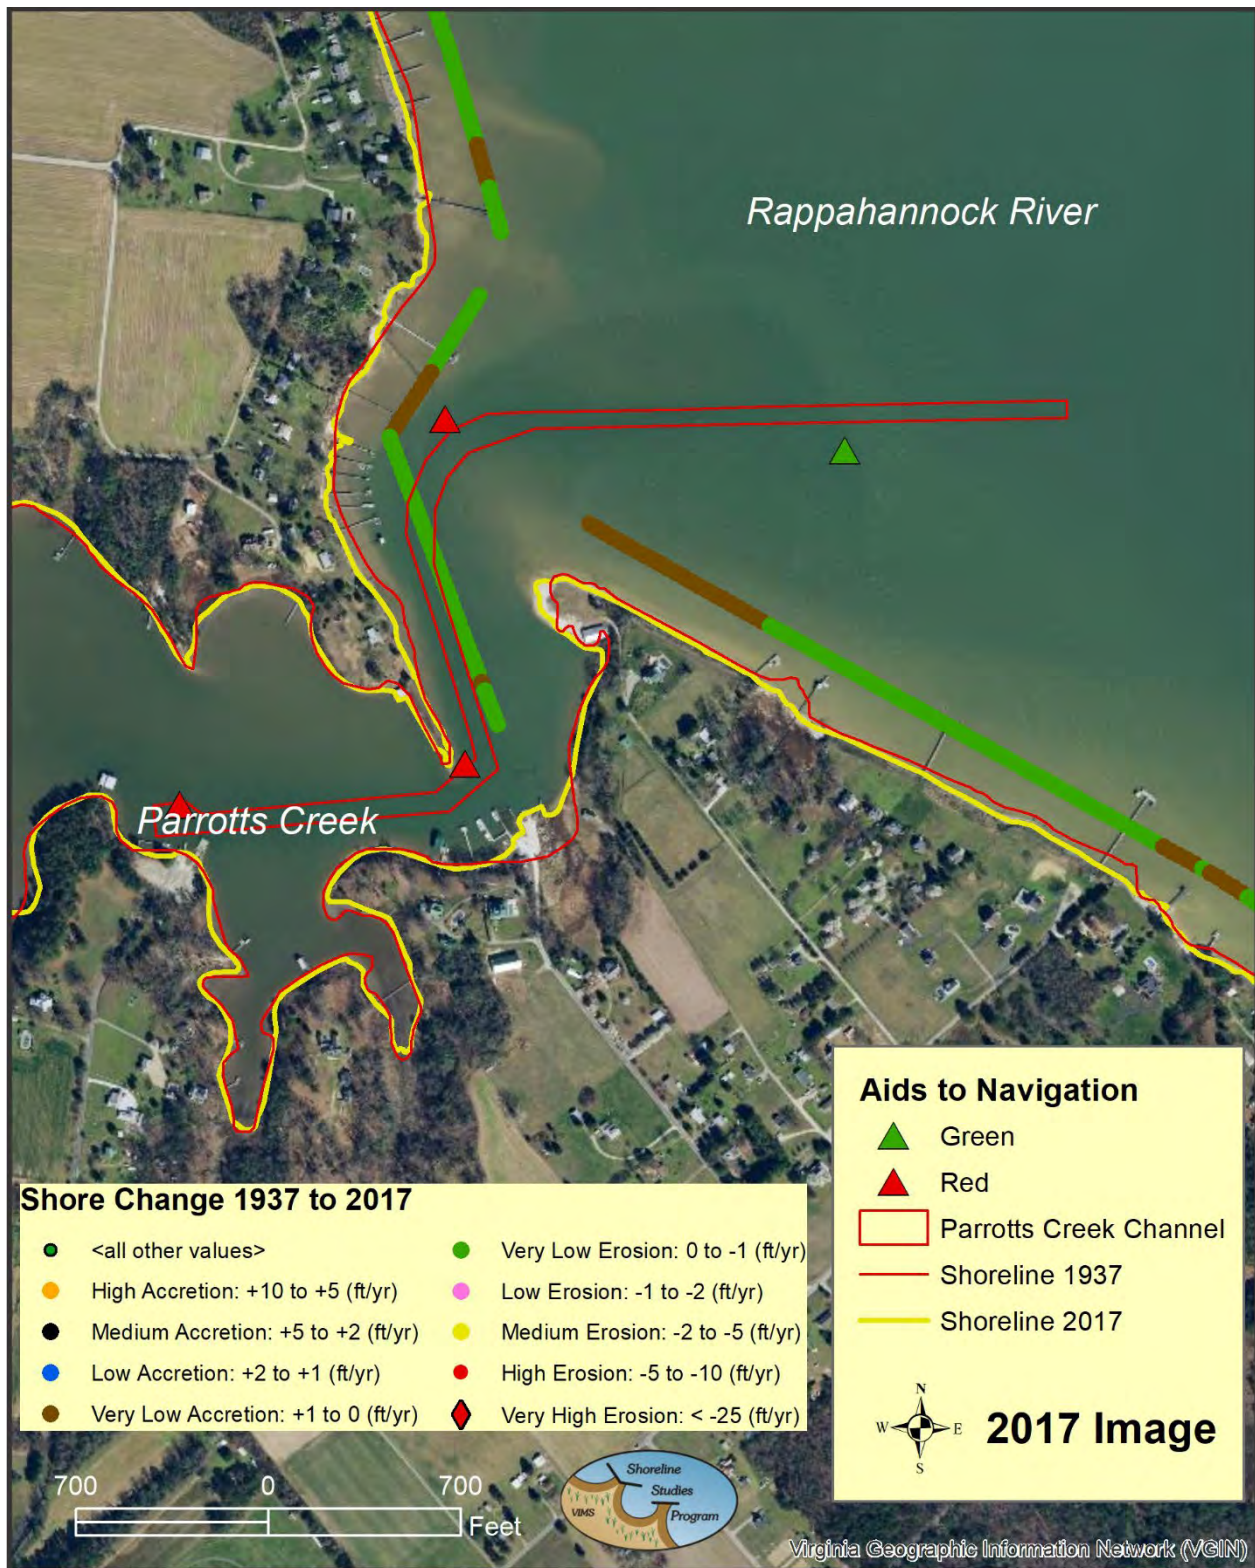 Rappahannock River
Parrotts Creek
Aids to Navigation
Green
Red
Parrotts Creek Channel
Shoreline 1937
Shoreline 2017
N
W
E
S
2017 Image
Shore Change 1937 to 2017
<all other values>
High Accretion: +10 to +5 (ft/yr)
Medium Accretion: +5 to +2 (ft/yr)
Low Accretion: +2 to +1 (ft/yr)
Very Low Accretion: +1 to 0 (ft/yr)
Very Low Erosion: 0 to -1 (ft/yr)
Low Erosion: -1 to -2 (ft/yr)
Medium Erosion: -2 to -5 (ft/yr)
High Erosion: -5 to -10 (ft/yr)
Very High Erosion: < -25 (ft/yr)
700 0 700
Feet
Shoreline
Studies
Program
VIMS
Virginia Geographic Information Network (VGIN)